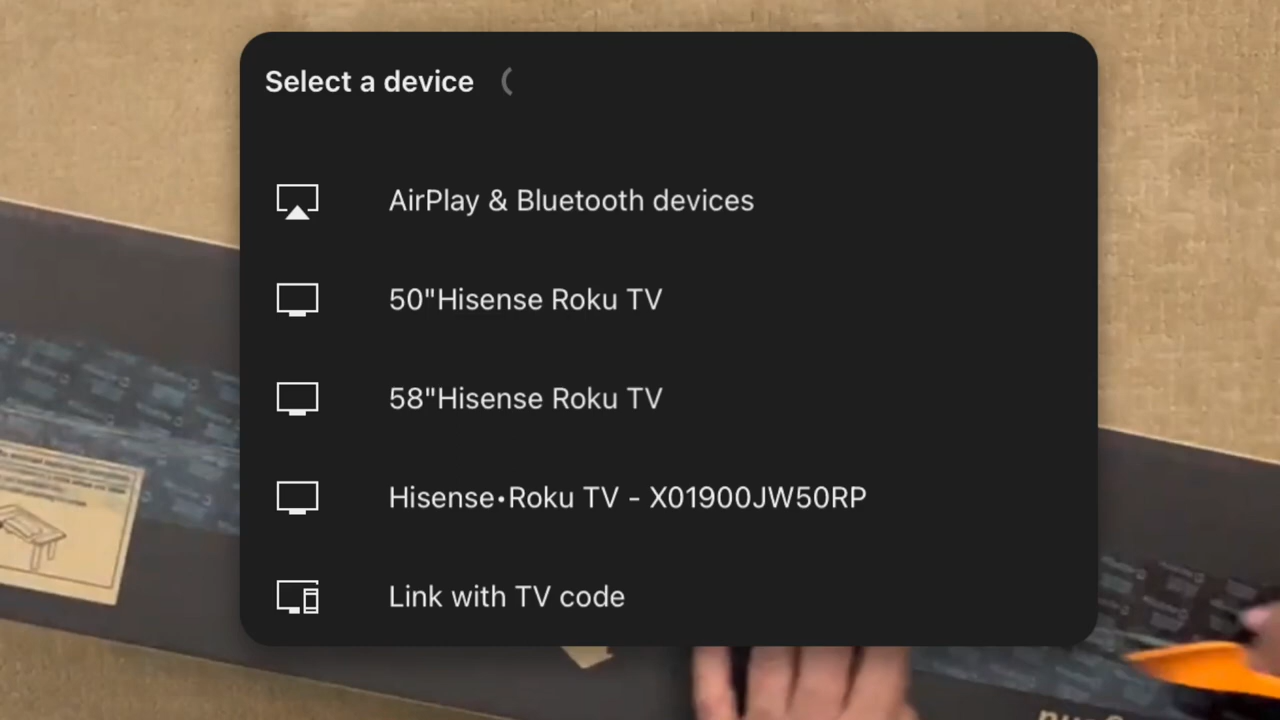 Select a device
AirPlay & Bluetooth devices
50"Hisense Roku TV
58"Hisense Roku TV
Hisense•Roku TV - X01900JW50RP
Link with TV code